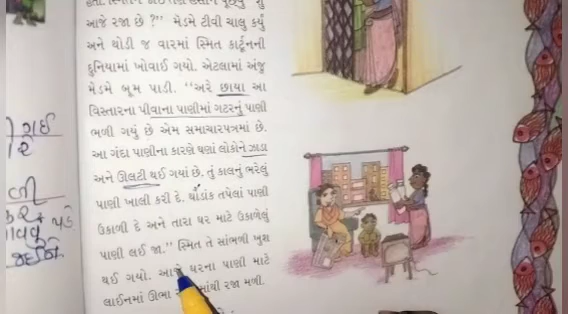 આજે રજા છે ?" મેડમે ટીવી ચાલુ કર્યું
અને થોડી જ વારમાં સ્મિત કાર્ટૂનની
દુનિયામાં ખોવાઈ ગયો. એટલામાં અંજુ
મેડમે બૂમ પાડી. "અરે છાયા આ
વિસ્તારના પીવાના પાણીમાં ગટરનું પાણી
ભળી ગયું છે એમ સમાચારપત્રમાં છે.
આ ગંદા પાણીના કારણે ઘણાં લોકોને ઝાડા
અને ઊલટી થઈ ગયાં છે. તું કાલનું ભરેલું
પાણી ખાલી કરી દે. થોડાંક તપેલાં પાણી
ઉકાળી દે અને તારા ઘર માટે ઉકાળેલું
પાણી લઈ જા." સ્મિત તે સાંભળી ખુશ
થઈ ગયો. ઘરના પાણી માટે
લાઈનમાં ઊભા રજા મળી.